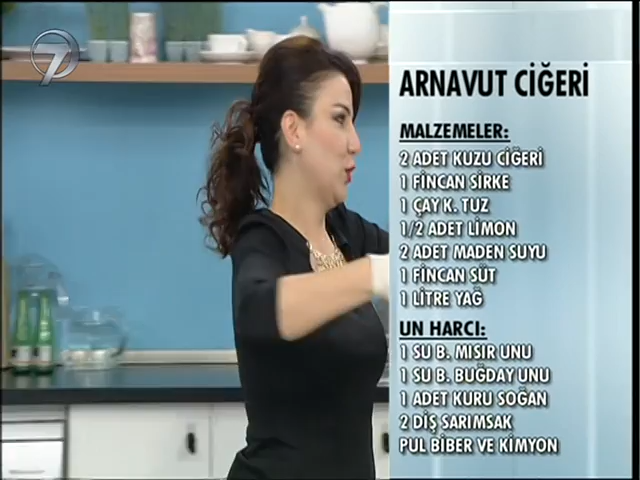 7
ARNAVUT CİĞERİ
MALZEMELER:
2 ADET KUZU CİĞERİ
1 FİNCAN SİRKE
1 ÇAY K. TUZ
1/2 ADET LİMON
2 ADET MADEN SUYU
1 FİNCAN SÜT
1 LİTRE YAĞ
UN HARCI:
1 SU B. MISIR UNU
1 SU B. BUĞDAY UNU
1 ADET KURU SOĞAN
2 DİŞ SARIMSAK
PUL BİBER VE KİMYON